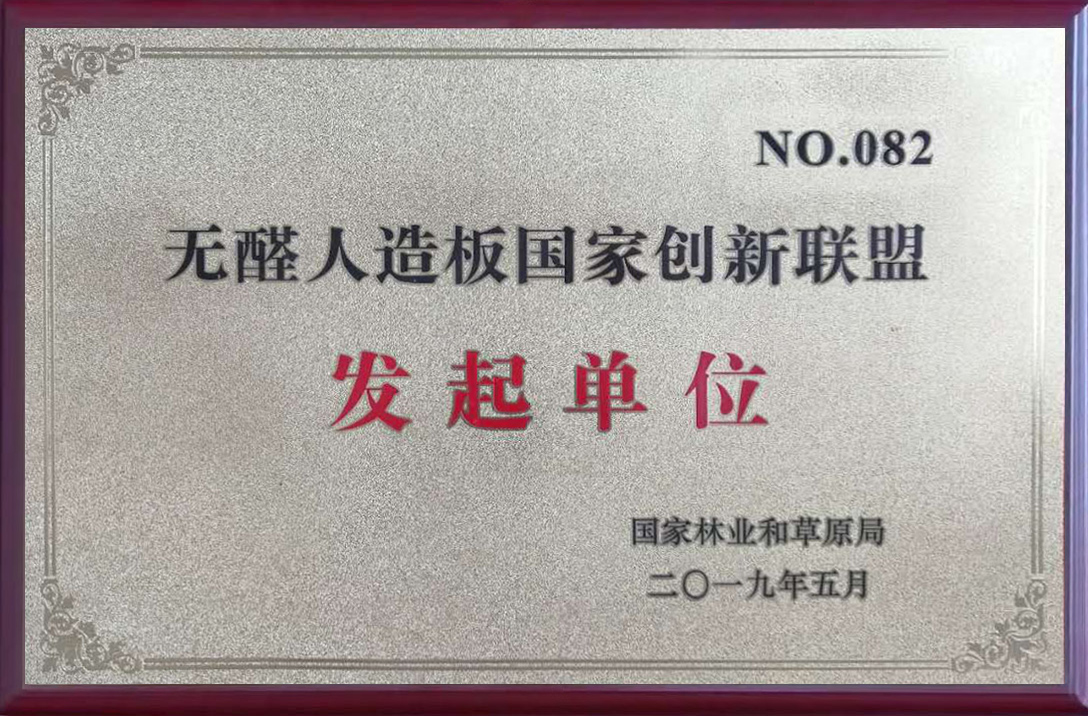 NO.082
无醛人造板国家创新联盟
发起单位
国家林业和草原局
二〇一九年五月